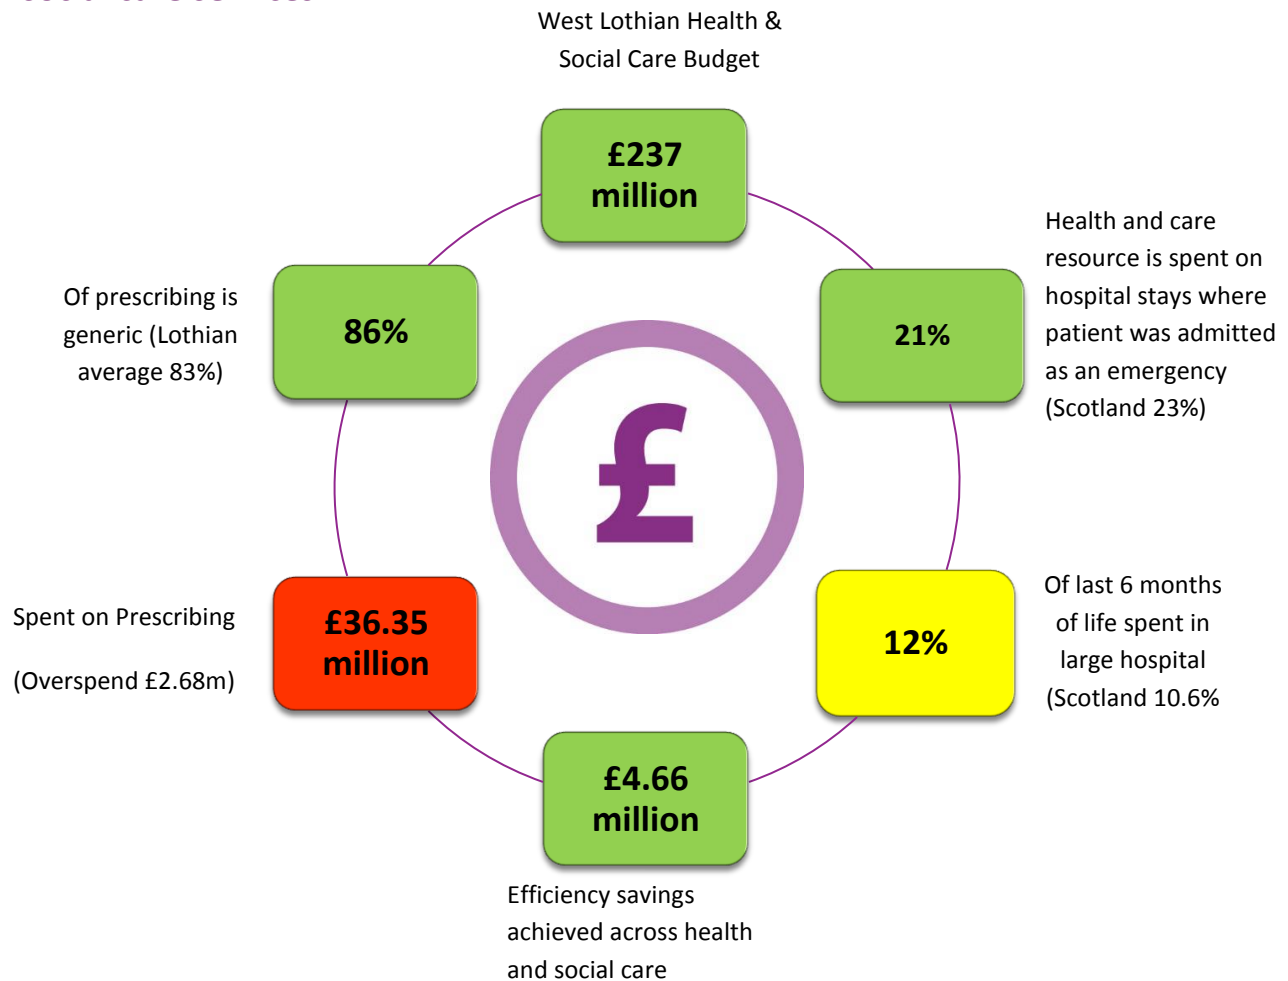 West Lothian Health &
Social Care Budget
£237
million
Health and care
resource is spent on
hospital stays where
patient was admitted
as an emergency
(Scotland 23%)
21%
Of prescribing is
generic (Lothian
average 83%)
86%
£
Of last 6 months
of life spent in
large hospital
(Scotland 10.6%
12%
Spent on Prescribing
(Overspend £2.68m)
£36.35
million
£4.66
million
Efficiency savings
achieved across health
and social care